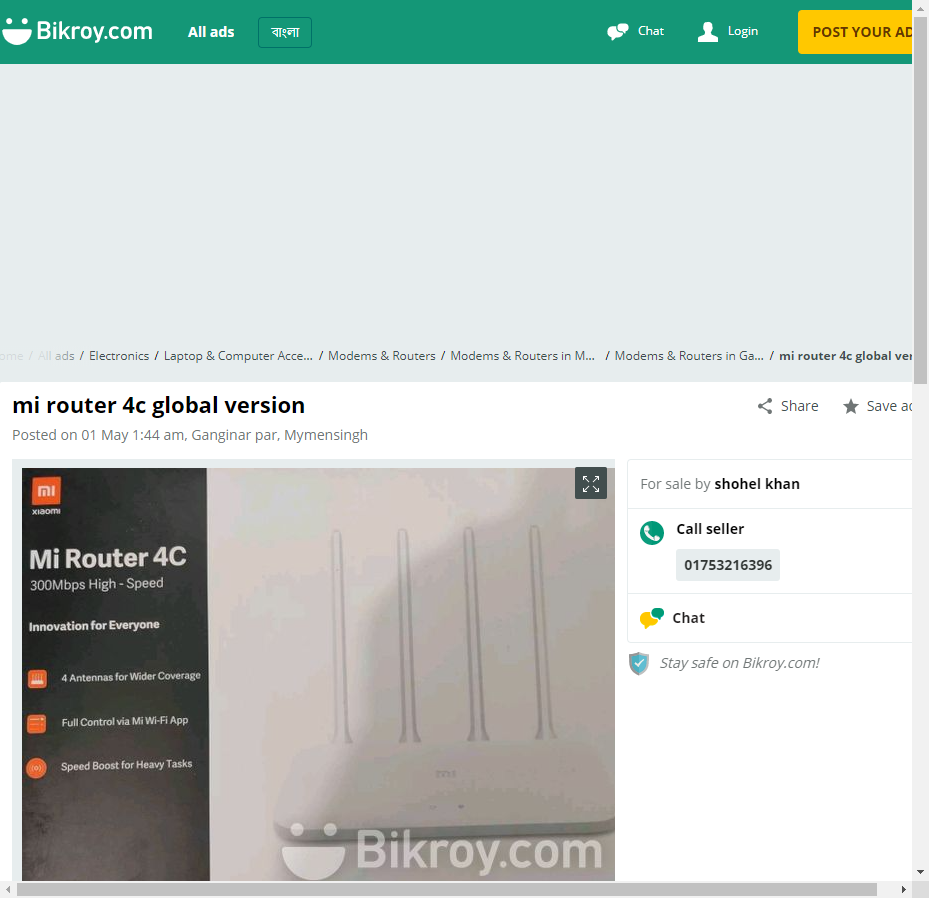 Bikroy.com
All ads
বাংলা
Chat
Login
POST YOUR AD
ome / All ads / Electronics / Laptop & Computer Acce... / Modems & Routers / Modems & Routers in M... / Modems & Routers in Ga... / mi router 4c global ver
mi router 4c global version
Share
Save ad
Posted on 01 May 1:44 am, Ganginar par, Mymensingh
mi
xiaomi
Mi Router 4C
300Mbps High - Speed
Innovation for Everyone
4 Antennas for Wider Coverage
Full Control via Mi Wi-Fi App
Speed Boost for Heavy Tasks
mi
Bikroy.com
For sale by shohel khan
Call seller
01753216396
Chat
Stay safe on Bikroy.com!